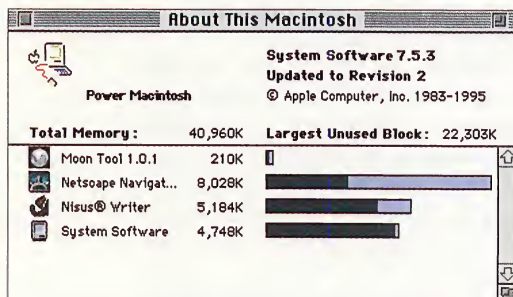 About This Macintosh
System Software 7.5.3
Updated to Revision 2
Power Macintosh
© Apple Computer, Inc. 1983-1995
Total Memory: 40,960K
Largest Unused Block: 22,303K
Moon Tool 1.0.1 210K
Netscape Navigat... 8,028K
Nisus® Writer 5,184K
System Software 4,748K